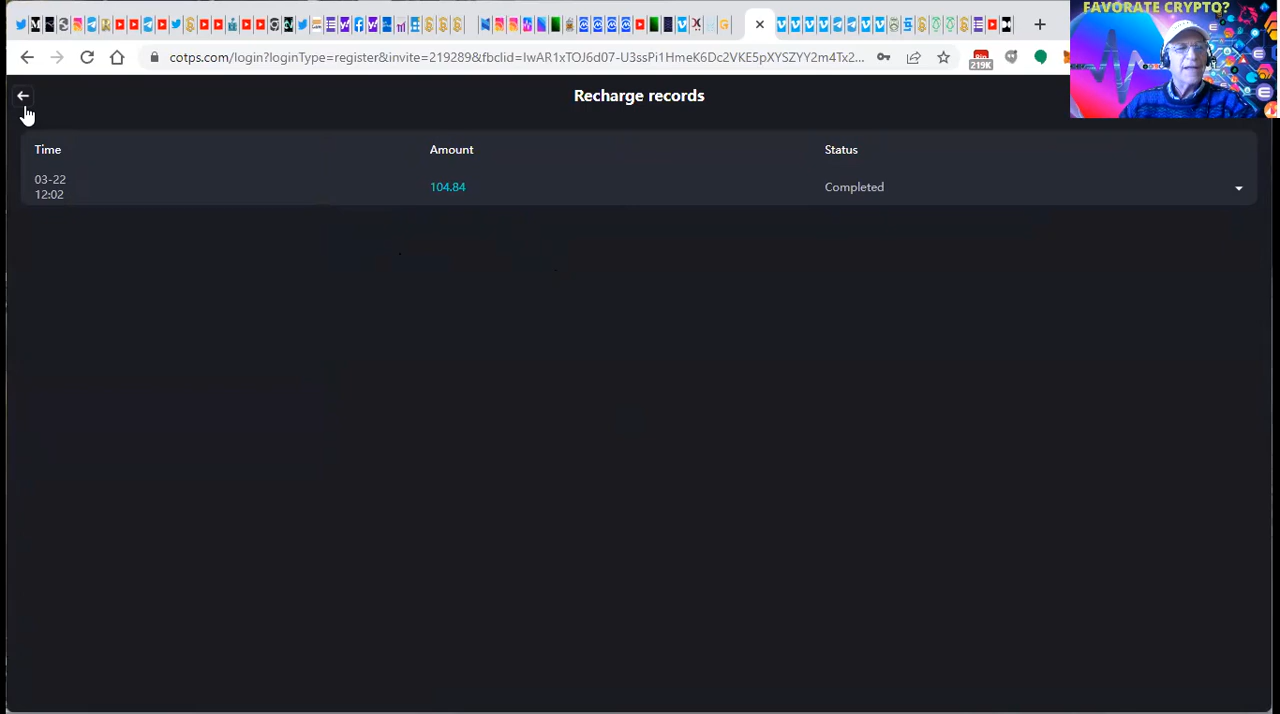 FAVORATE CRYPTO?
cotps.com/login?loginType=register&invite=219289&fbclid=IwAR1sTOJ6d07-U3ssPi1HmeK6Dc2VKE5pXYSZYY2m4Tx2...
219K
Recharge records
Time Amount Status
03-22
12:02
104.84 Completed